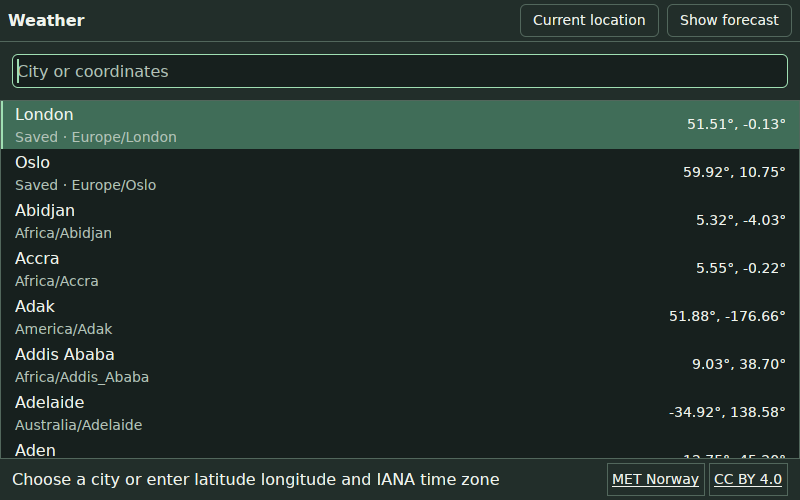 Weather
Current location
Show forecast
City or coordinates
London
51.51°, -0.13°
Saved · Europe/London
Oslo
59.92°, 10.75°
Saved · Europe/Oslo
Abidjan
5.32°, -4.03°
Africa/Abidjan
Accra
5.55°, -0.22°
Africa/Accra
Adak
51.88°, -176.66°
America/Adak
Addis Ababa
9.03°, 38.70°
Africa/Addis_Ababa
Adelaide
-34.92°, 138.58°
Australia/Adelaide
Aden
Choose a city or enter latitude longitude and IANA time zone
MET Norway
CC BY 4.0